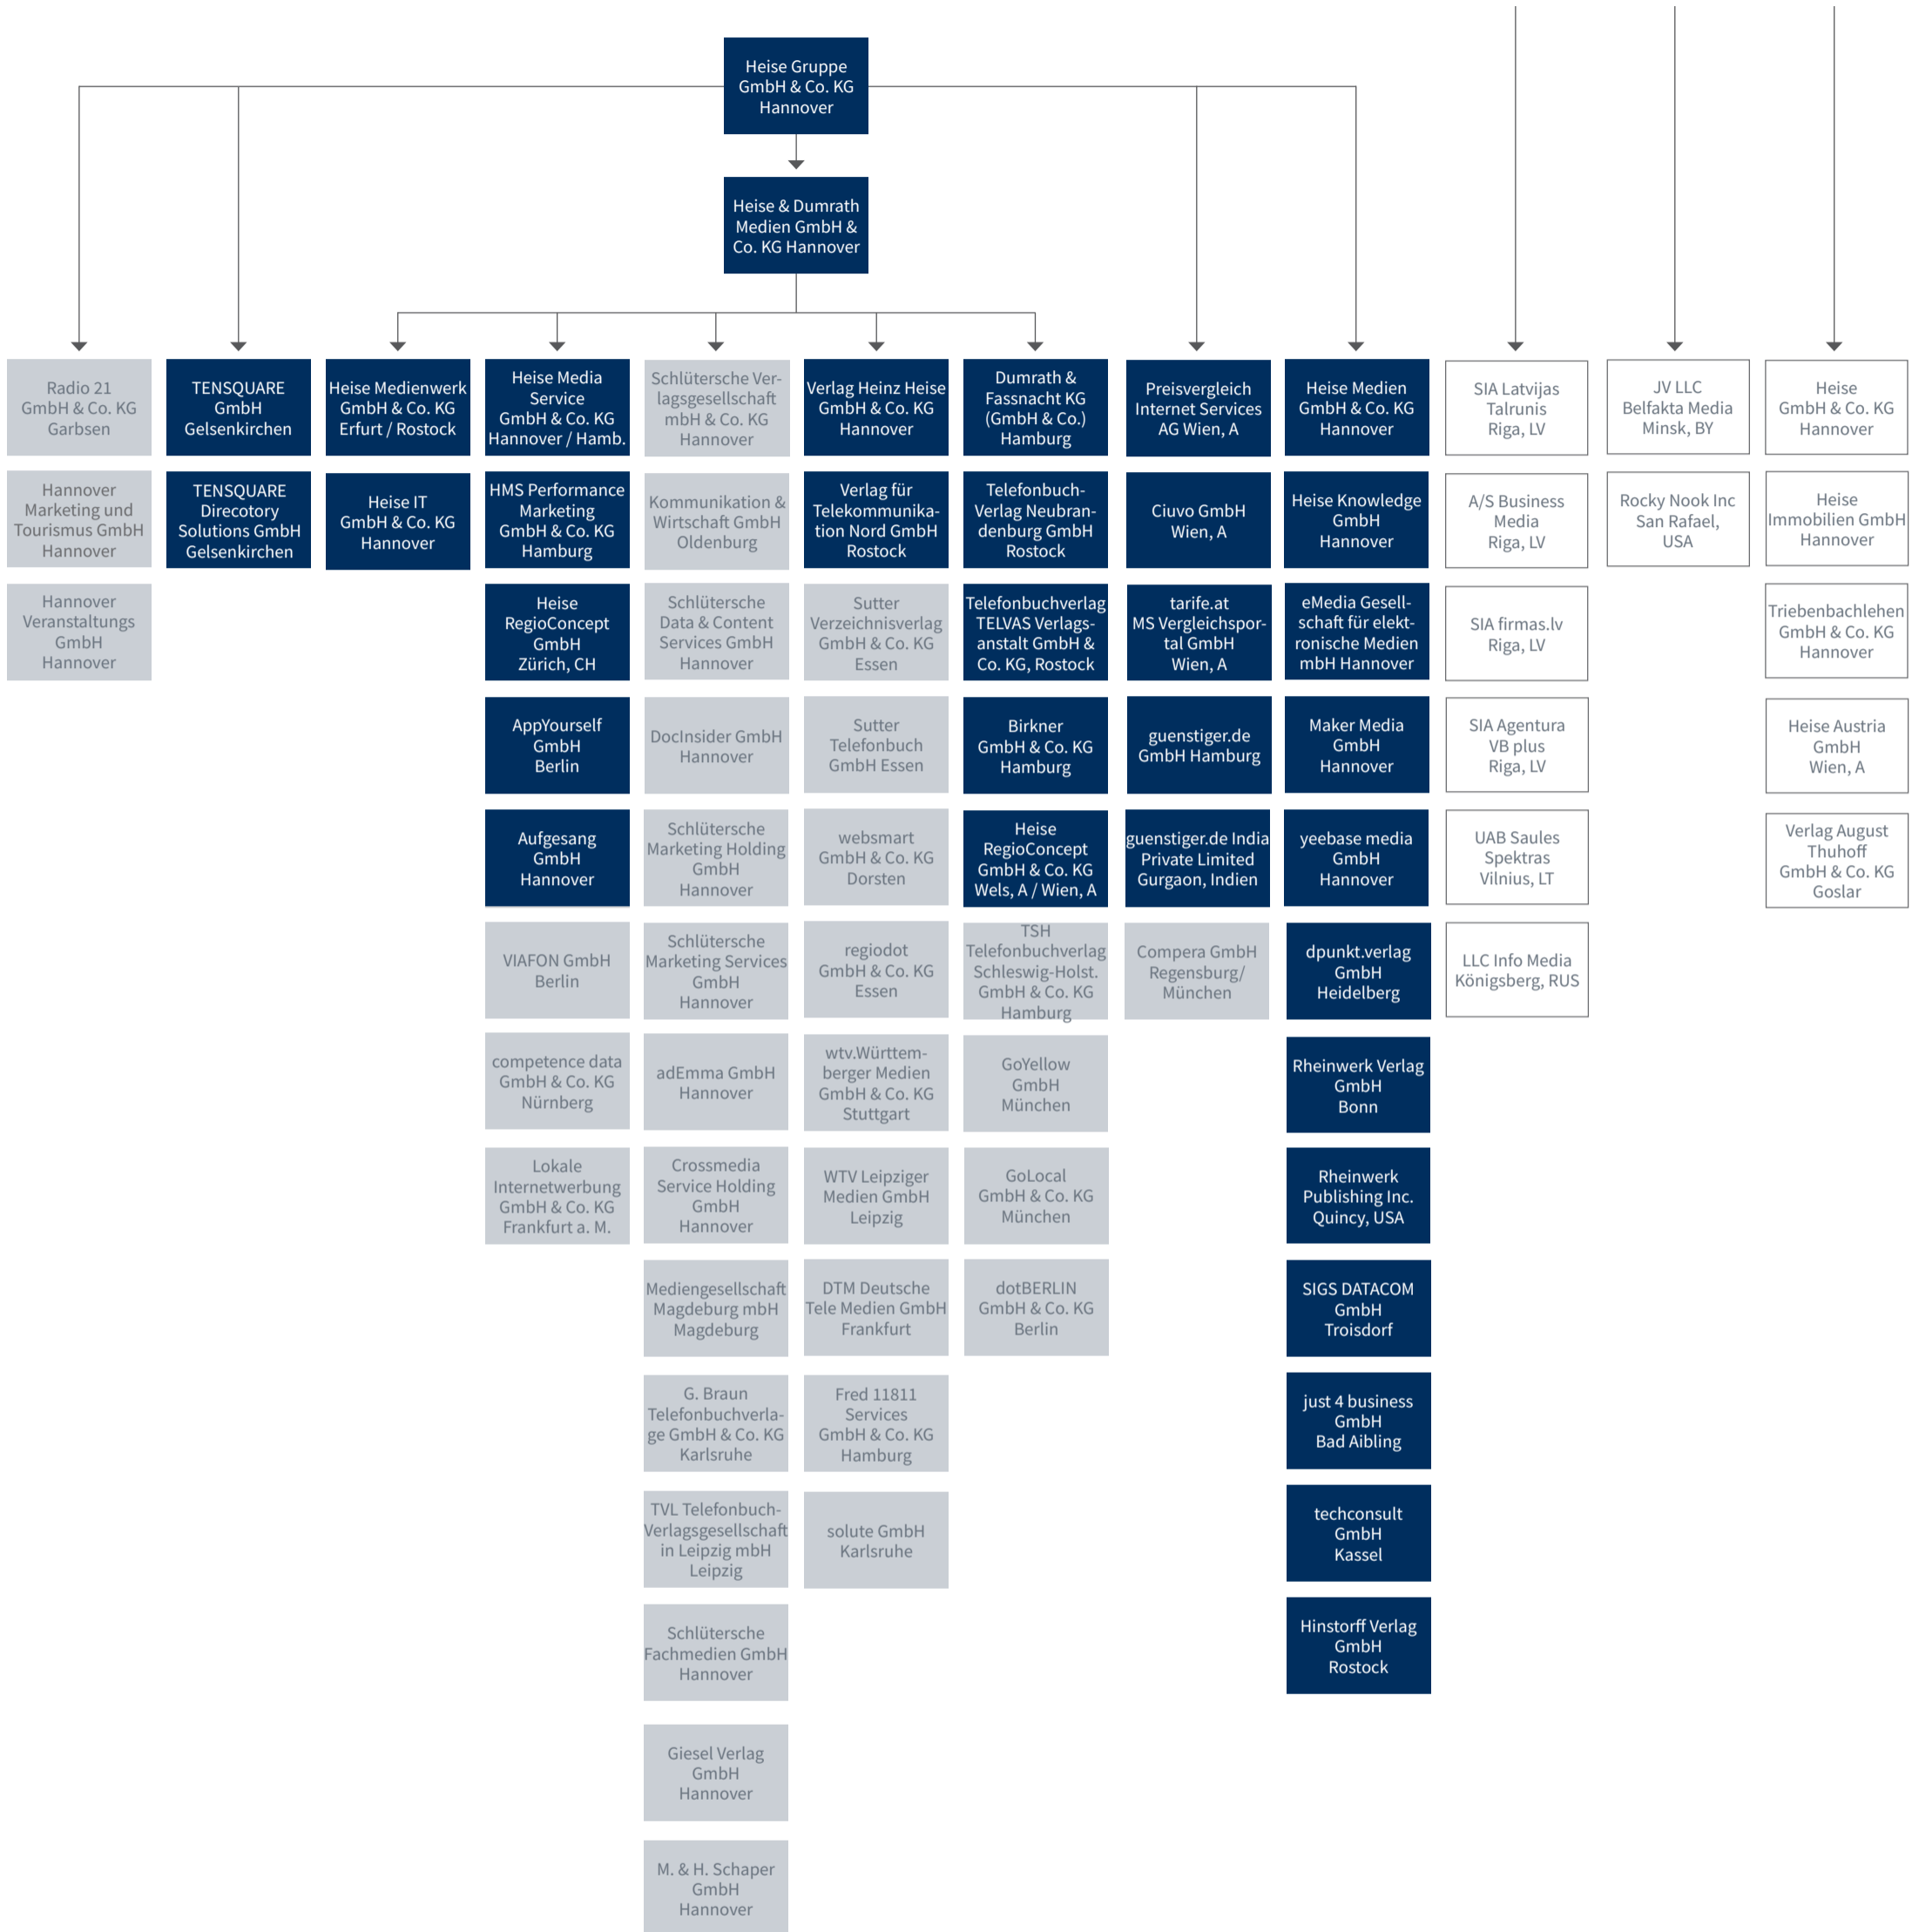 Heise Gruppe
GmbH & Co. KG
Hannover
Heise & Dumrath
Medien GmbH &
Co. KG Hannover
Radio 21
GmbH & Co. KG
Garbsen
Hannover
Marketing und
Tourismus GmbH
Hannover
Hannover
Veranstaltungs
GmbH
Hannover
TENSQUARE
GmbH
Gelsenkirchen
TENSQUARE
Direcotory
Solutions GmbH
Gelsenkirchen
Heise Medienwerk
GmbH & Co. KG
Erfurt / Rostock
Heise IT
GmbH & Co. KG
Hannover
Heise Media
Service
GmbH & Co. KG
Hannover / Hamb.
HMS Performance
Marketing
GmbH & Co. KG
Hamburg
Heise
RegioConcept
GmbH
Zürich, CH
AppYourself
GmbH
Berlin
Aufgesang
GmbH
Hannover
VIAFON GmbH
Berlin
competence data
GmbH & Co. KG
Nürnberg
Lokale
Internetwerbung
GmbH & Co. KG
Frankfurt a. M.
Schlütersche Ver-
lagsgesellschaft
mbH & Co. KG
Hannover
Kommunikation &
Wirtschaft GmbH
Oldenburg
Schlütersche
Data & Content
Services GmbH
Hannover
DocInsider GmbH
Hannover
Schlütersche
Marketing Holding
GmbH
Hannover
Schlütersche
Marketing Services
GmbH
Hannover
adEmma GmbH
Hannover
Crossmedia
Service Holding
GmbH
Hannover
Mediengesellschaft
Magdeburg mbH
Magdeburg
G. Braun
Telefonbuchverla-
ge GmbH & Co. KG
Karlsruhe
TVL Telefonbuch-
Verlagsgesellschaft
in Leipzig mbH
Leipzig
Schlütersche
Fachmedien GmbH
Hannover
Giesel Verlag
GmbH
Hannover
M. & H. Schaper
GmbH
Hannover
Verlag Heinz Heise
GmbH & Co. KG
Hannover
Verlag für
Telekommunika-
tion Nord GmbH
Rostock
Sutter
Verzeichnisverlag
GmbH & Co. KG
Essen
Sutter
Telefonbuch
GmbH Essen
websmart
GmbH & Co. KG
Dorsten
regiodot
GmbH & Co. KG
Essen
wtv.Württem-
berger Medien
GmbH & Co. KG
Stuttgart
WTV Leipziger
Medien GmbH
Leipzig
DTM Deutsche
Tele Medien GmbH
Frankfurt
Fred 11811
Services
GmbH & Co. KG
Hamburg
solute GmbH
Karlsruhe
Dumrath &
Fassnacht KG
(GmbH & Co.)
Hamburg
Telefonbuch-
Verlag Neubran-
denburg GmbH
Rostock
Telefonbuchverlag
TELVAS Verlags-
anstalt GmbH &
Co. KG, Rostock
Birkner
GmbH & Co. KG
Hamburg
Heise
RegioConcept
GmbH & Co. KG
Wels, A / Wien, A
TSH
Telefonbuchverlag
Schleswig-Holst.
GmbH & Co. KG
Hamburg
GoYellow
GmbH
München
GoLocal
GmbH & Co. KG
München
dotBERLIN
GmbH & Co. KG
Berlin
Preisvergleich
Internet Services
AG Wien, A
Ciuvo GmbH
Wien, A
tarife.at
MS Vergleichspor-
tal GmbH
Wien, A
guenstiger.de
GmbH Hamburg
guenstiger.de India
Private Limited
Gurgaon, Indien
Compera GmbH
Regensburg/
München
Heise Medien
GmbH & Co. KG
Hannover
Heise Knowledge
GmbH
Hannover
eMedia Gesell-
schaft für elekt-
ronische Medien
mbH Hannover
Maker Media
GmbH
Hannover
yeebase media
GmbH
Hannover
dpunkt.verlag
GmbH
Heidelberg
Rheinwerk Verlag
GmbH
Bonn
Rheinwerk
Publishing Inc.
Quincy, USA
SIGS DATACOM
GmbH
Troisdorf
just 4 business
GmbH
Bad Aibling
techconsult
GmbH
Kassel
Hinstorff Verlag
GmbH
Rostock
SIA Latvijas
Talrunis
Riga, LV
A/S Business
Media
Riga, LV
SIA firmas.lv
Riga, LV
SIA Agentura
VB plus
Riga, LV
UAB Saules
Spektras
Vilnius, LT
LLC Info Media
Königsberg, RUS
JV LLC
Belfakta Media
Minsk, BY
Rocky Nook Inc
San Rafael,
USA
Heise
GmbH & Co. KG
Hannover
Heise
Immobilien GmbH
Hannover
Triebenbachlehen
GmbH & Co. KG
Hannover
Heise Austria
GmbH
Wien, A
Verlag August
Thuhoff
GmbH & Co. KG
Goslar